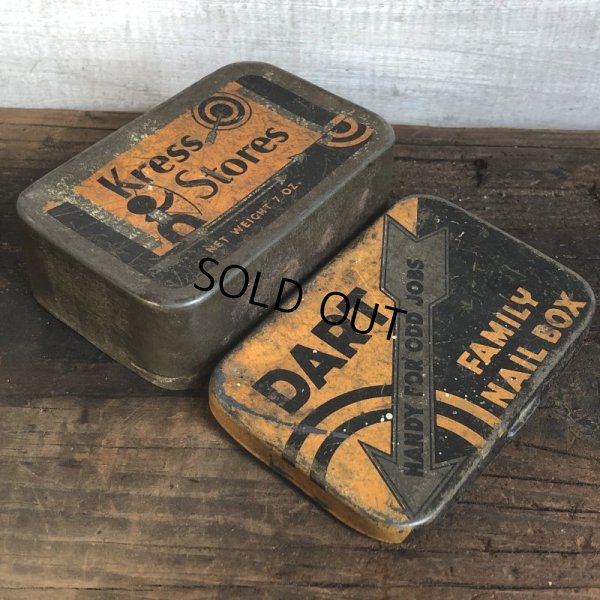 Kress
Stores
NET WEIGHT 7 OZ.
SOLD OUT
DART
HANDY FOR ODD JOBS
FAMILY
NAIL BOX